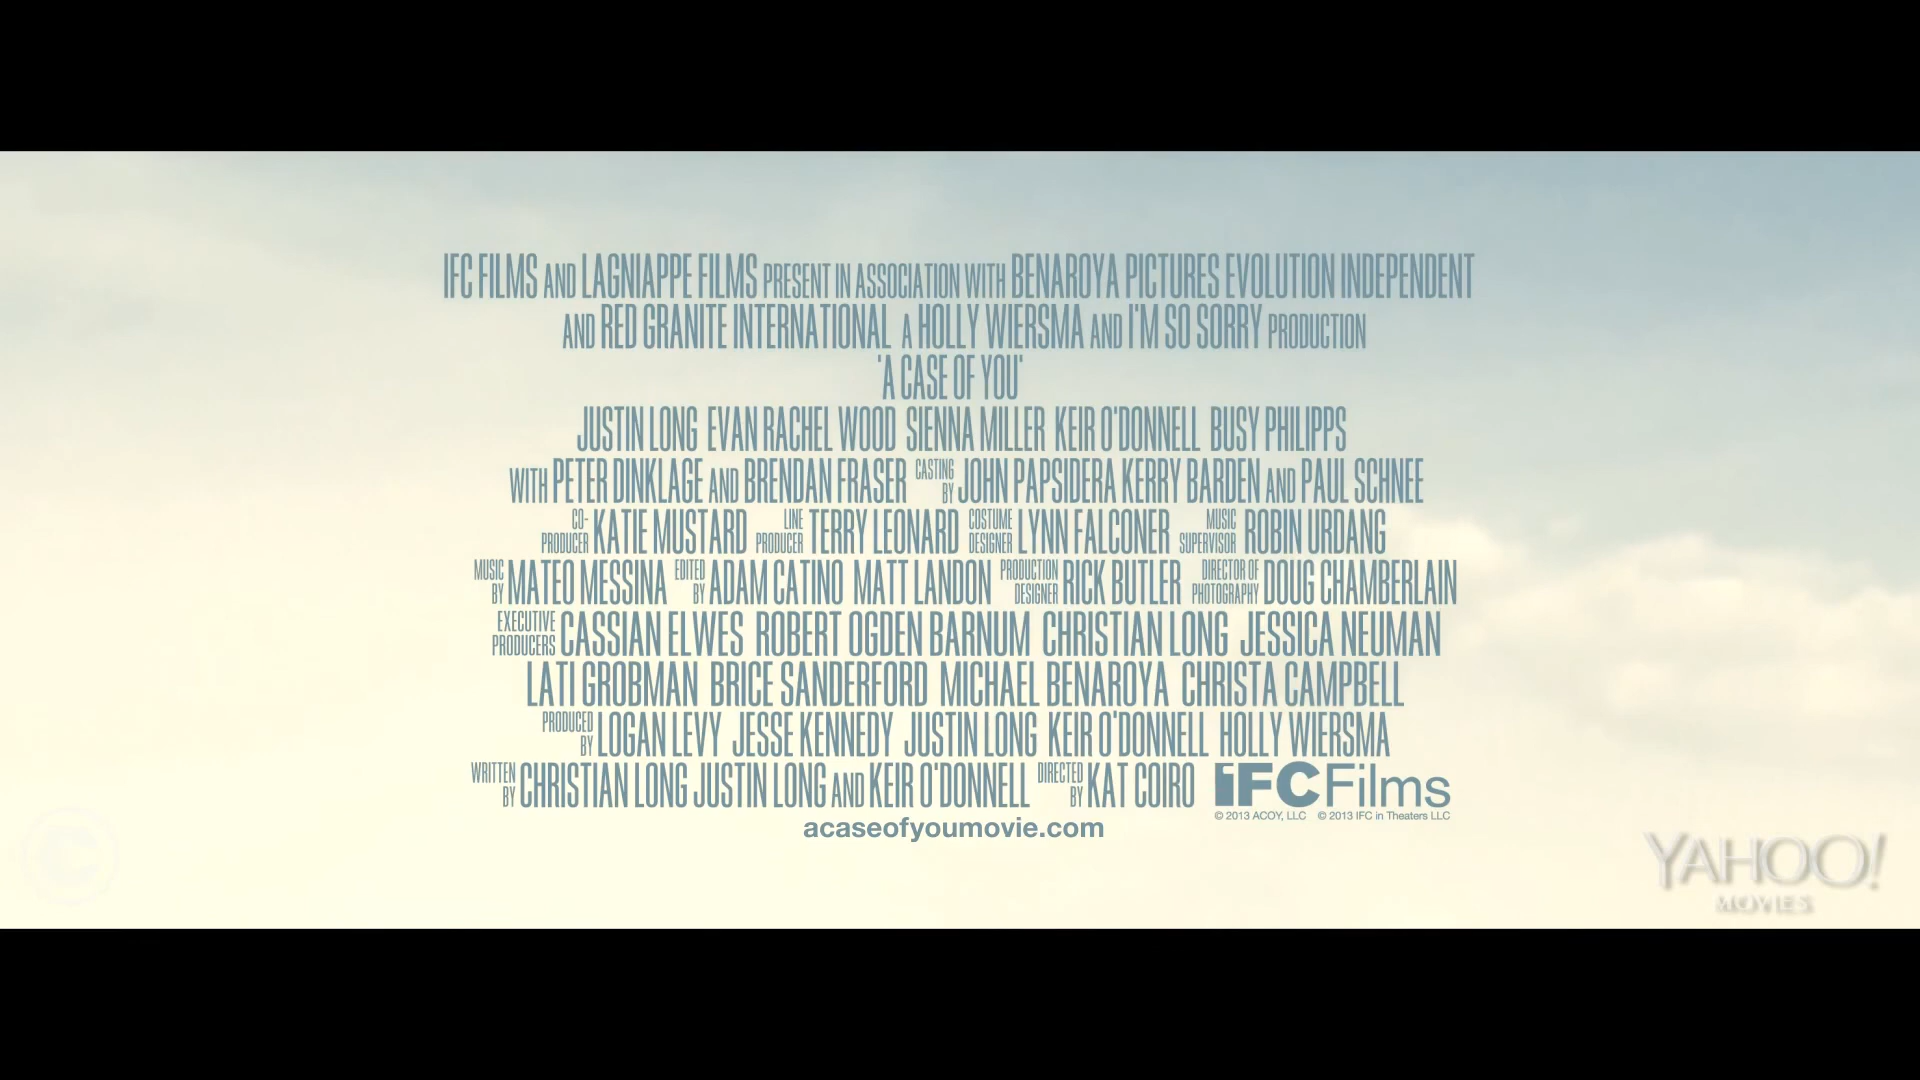 IFC FILMS AND LAGNIAPPE FILMS PRESENT IN ASSOCIATION WITH BENAROYA PICTURES EVOLUTION INDEPENDENT
AND RED GRANITE INTERNATIONAL A HOLLY WIERSMA AND I'M SO SORRY PRODUCTION
'A CASE OF YOU'
JUSTIN LONG EVAN RACHEL WOOD SIENNA MILLER KEIR O'DONNELL BUSY PHILIPPS
WITH PETER DINKLAGE AND BRENDAN FRASER CASTING BY JOHN PAPSIDERA KERRY BARDEN AND PAUL SCHNEE
CO-PRODUCER KATIE MUSTARD LINE PRODUCER TERRY LEONARD COSTUME DESIGNER LYNN FALCONER MUSIC SUPERVISOR ROBIN URDANG
MUSIC BY MATEO MESSINA EDITED BY ADAM CATINO MATT LANDON PRODUCTION DESIGNER RICK BUTLER DIRECTOR OF PHOTOGRAPHY DOUG CHAMBERLAIN
EXECUTIVE PRODUCERS CASSIAN ELWES ROBERT OGDEN BARNUM CHRISTIAN LONG JESSICA NEUMAN
LATI GROBMAN BRICE SANDERFORD MICHAEL BENAROYA CHRISTA CAMPBELL
PRODUCED BY LOGAN LEVY JESSE KENNEDY JUSTIN LONG KEIR O'DONNELL HOLLY WIERSMA
WRITTEN BY CHRISTIAN LONG JUSTIN LONG AND KEIR O'DONNELL DIRECTED BY KAT COIRO IFC Films
© 2013 ACOY, LLC © 2013 IFC in Theaters LLC
acaseofyoumovie.com
YAHOO!
MOVIES